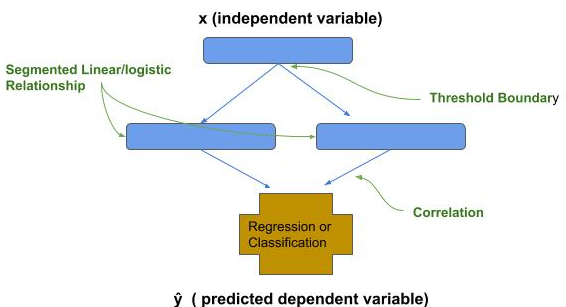 x (independent variable)
Segmented Linear/logistic
Relationship
Threshold Boundary
Correlation
Regression or
Classification
ŷ ( predicted dependent variable)